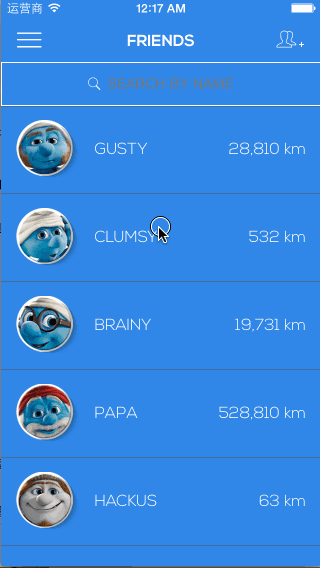 运营商 12:17 AM
FRIENDS
SEARCH BY NAME
GUSTY 28,810 km
CLUMSY 532 km
BRAINY 19,731 km
PAPA 528,810 km
HACKUS 63 km